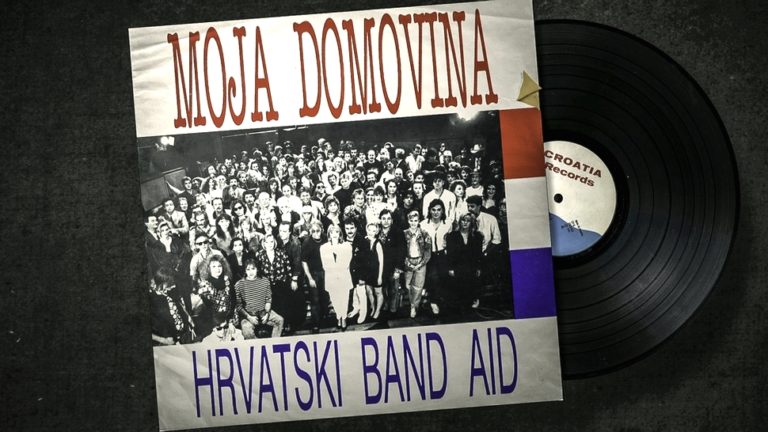 MOJA DOMOVINA
CROATIA
Records
HRVATSKI BAND AID